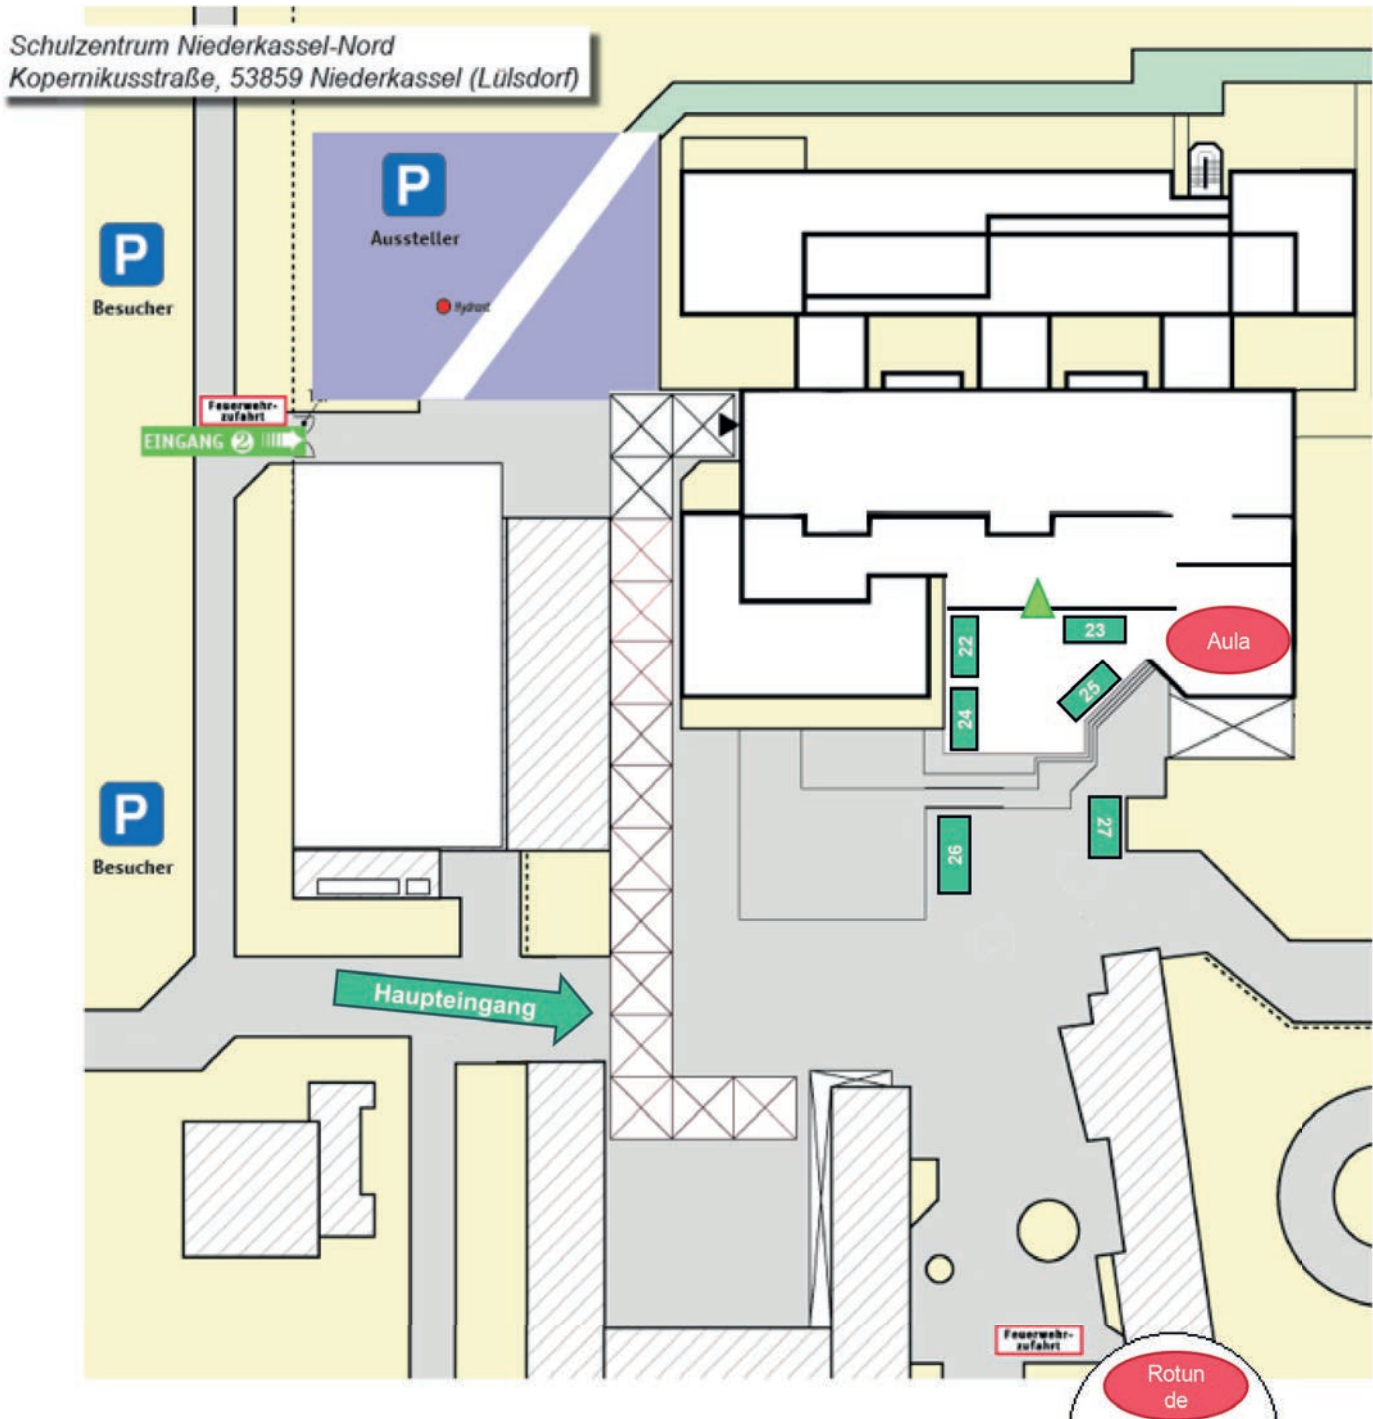 Schulzentrum Niederkassel-Nord
Kopernikusstraße, 53859 Niederkassel (Lülsdorf)
P
Aussteller
P
Besucher
Hydrant
Feuerwehr-
zufahrt
EINGANG 2
22
23
Aula
24
25
P
Besucher
26
27
Haupteingang
Feuerwehr-
zufahrt
Rotun
de